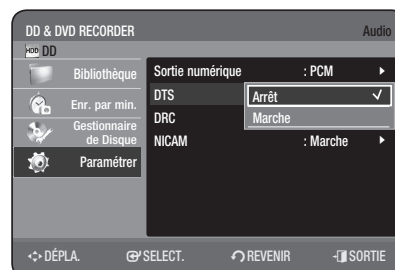 DD & DVD RECORDER Audio
HDD DD
Bibliothèque
Enr. par min.
Gestionnaire
de Disque
Paramétrer
Sortie numérique : PCM
DTS Arrêt
DRC Marche
NICAM : Marche
DÉPLA. SELECT. REVENIR SORTIE